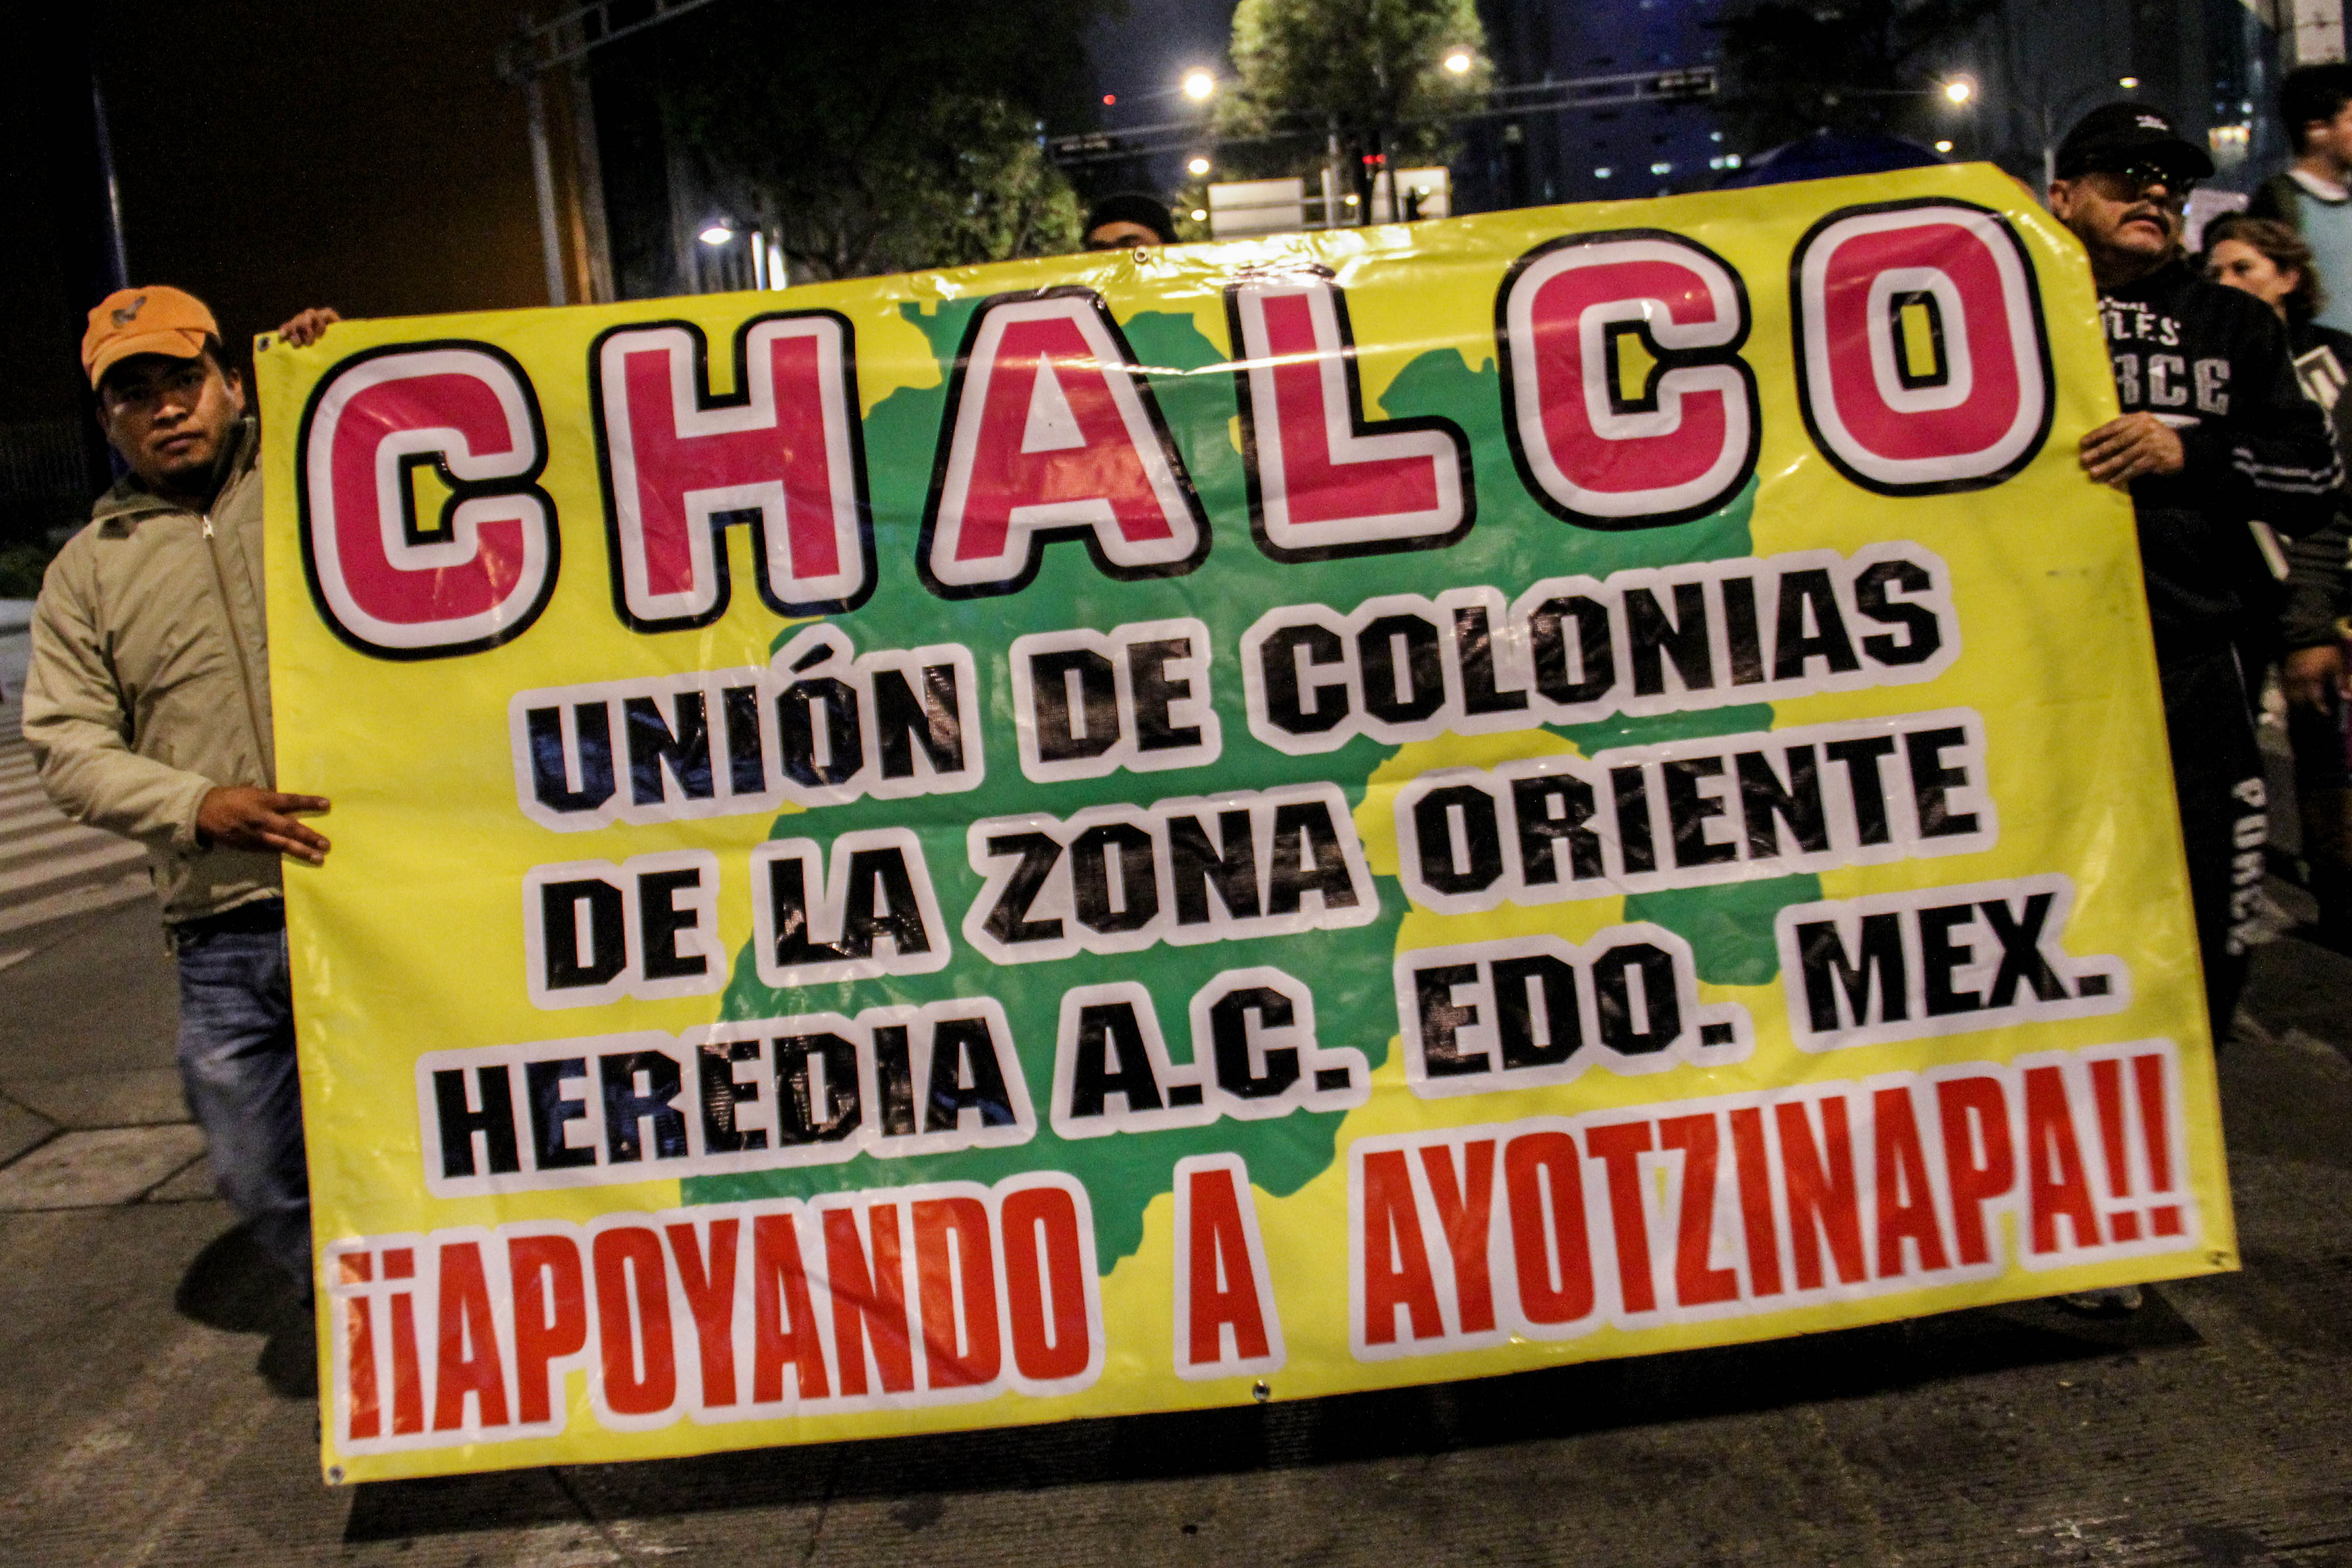 CHALCO
UNIÓN DE COLONIAS
DE LA ZONA ORIENTE
HEREDIA A.C. EDO. MEX.
¡¡APOYANDO A AYOTZINAPA!!